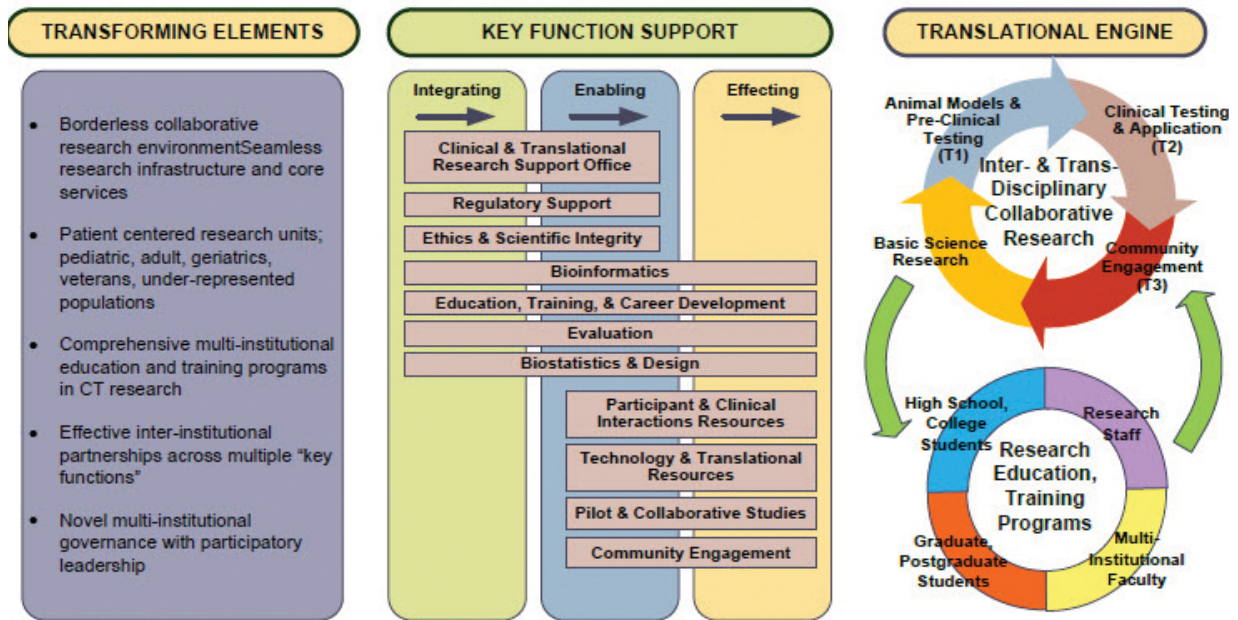 TRANSFORMING ELEMENTS
• Borderless collaborative
research environmentSeamless
research infrastructure and core
services
• Patient centered research units;
pediatric, adult, geriatrics,
veterans, under-represented
populations
• Comprehensive multi-institutional
education and training programs
in CT research
• Effective inter-institutional
partnerships across multiple “key
functions”
• Novel multi-institutional
governance with participatory
leadership
KEY FUNCTION SUPPORT
Integrating
Enabling
Effecting
Clinical & Translational
Research Support Office
Regulatory Support
Ethics & Scientific Integrity
Bioinformatics
Education, Training, & Career Development
Evaluation
Biostatistics & Design
Participant & Clinical
Interactions Resources
Technology & Translational
Resources
Pilot & Collaborative Studies
Community Engagement
TRANSLATIONAL ENGINE
Animal Models &
Pre-Clinical
Testing
(T1)
Clinical Testing
& Application
(T2)
Inter- & Trans-
Disciplinary
Collaborative
Research
Basic Science
Research
Community
Engagement
(T3)
High School,
College
Students
Research
Staff
Research
Education,
Training
Programs
Graduate,
Postgraduate
Students
Multi-
Institutional
Faculty